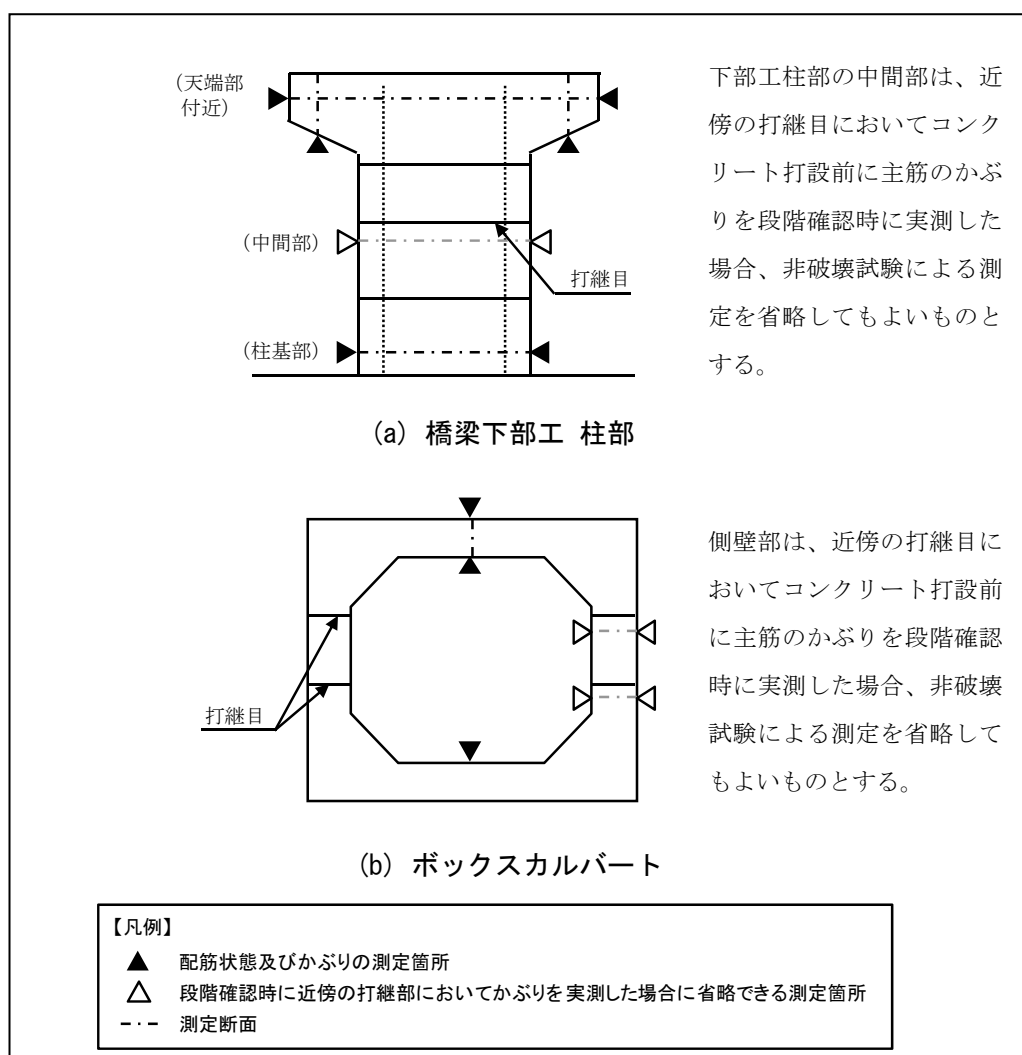 (天端部
付近)
下部工柱部の中間部は、近
傍の打継目においてコンク
リート打設前に主筋のかぶ
りを段階確認時に実測した
場合、非破壊試験による測
定を省略してもよいものと
する。
(中間部)
打継目
(柱基部)
(a) 橋梁下部工 柱部
側壁部は、近傍の打継目に
おいてコンクリート打設前
に主筋のかぶりを段階確認
時に実測した場合、非破壊
試験による測定を省略して
もよいものとする。
打継目
(b) ボックスカルバート
【凡例】
▲ 配筋状態及びかぶりの測定箇所
△ 段階確認時に近傍の打継部においてかぶりを実測した場合に省略できる測定箇所
−・− 測定断面